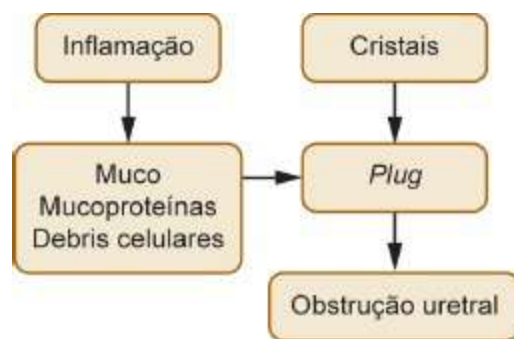 Inflamação
Cristais
Muco
Mucoproteínas
Debris celulares
Plug
Obstrução uretral